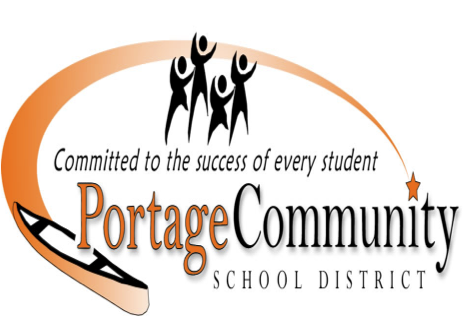 Committed to the success of every student
PortageCommunity
SCHOOL DISTRICT